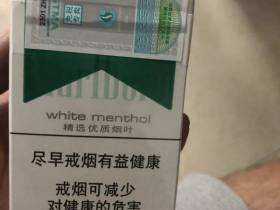 Marlboro
white menthol
精选优质烟叶
尽早戒烟有益健康
戒烟可减少
对健康的危害